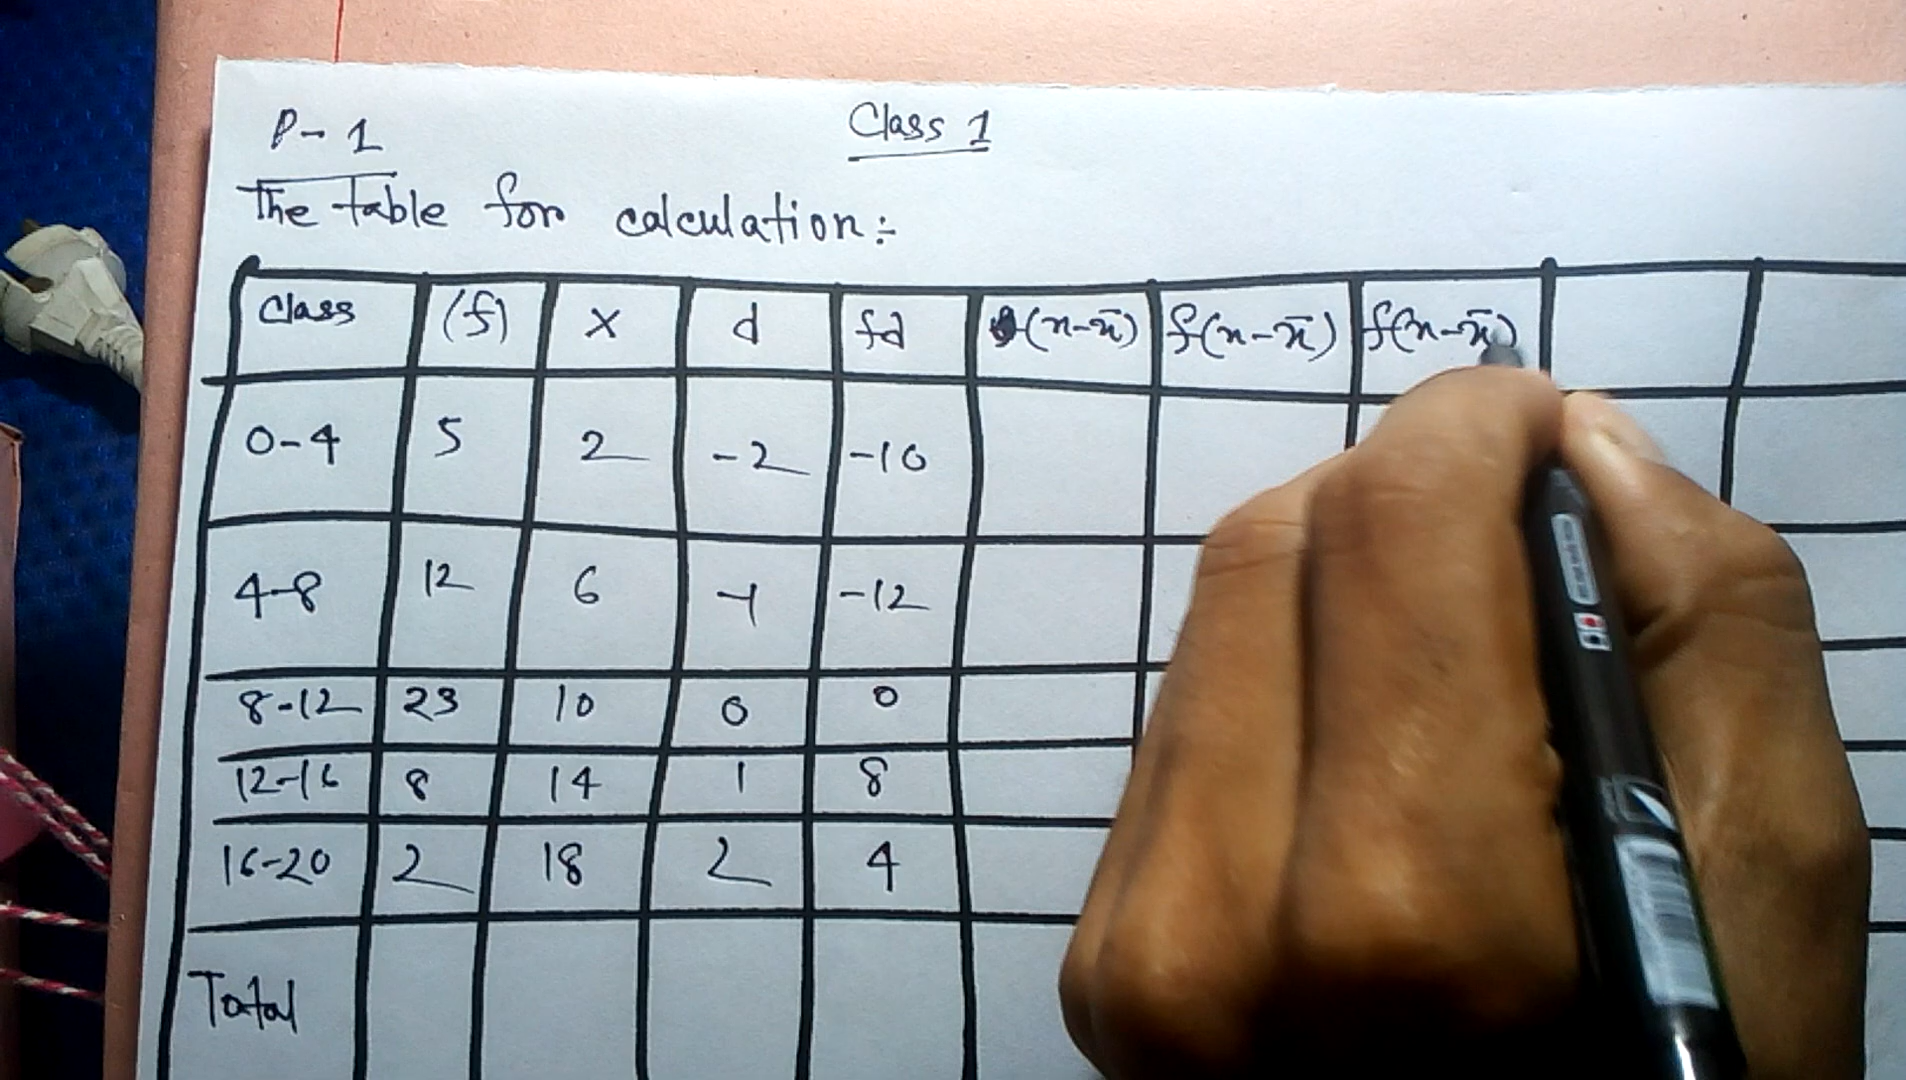 P-1
Class 1
The table for calculation:-
Class (f) x d fd (x-x̄) f(x-x̄) f(x-x̄)
0-4 5 2 -2 -10
4-8 12 6 -1 -12
8-12 23 10 0 0
12-16 8 14 1 8
16-20 2 18 2 4
Total